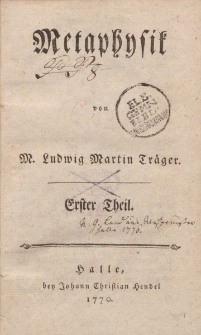 Metaphysik
von
M. Ludwig Martin Träger.
Erster Theil.
Halle,
bey Johann Christian Hendel
1770.